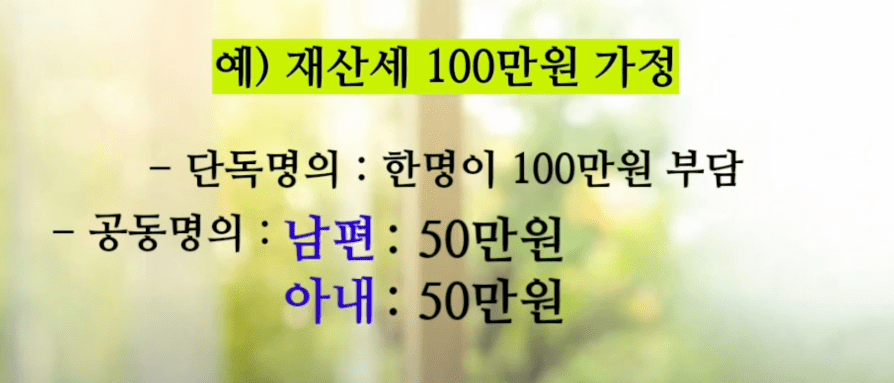 예) 재산세 100만원 가정
- 단독명의 : 한명이 100만원 부담
- 공동명의 : 남편 : 50만원
아내 : 50만원